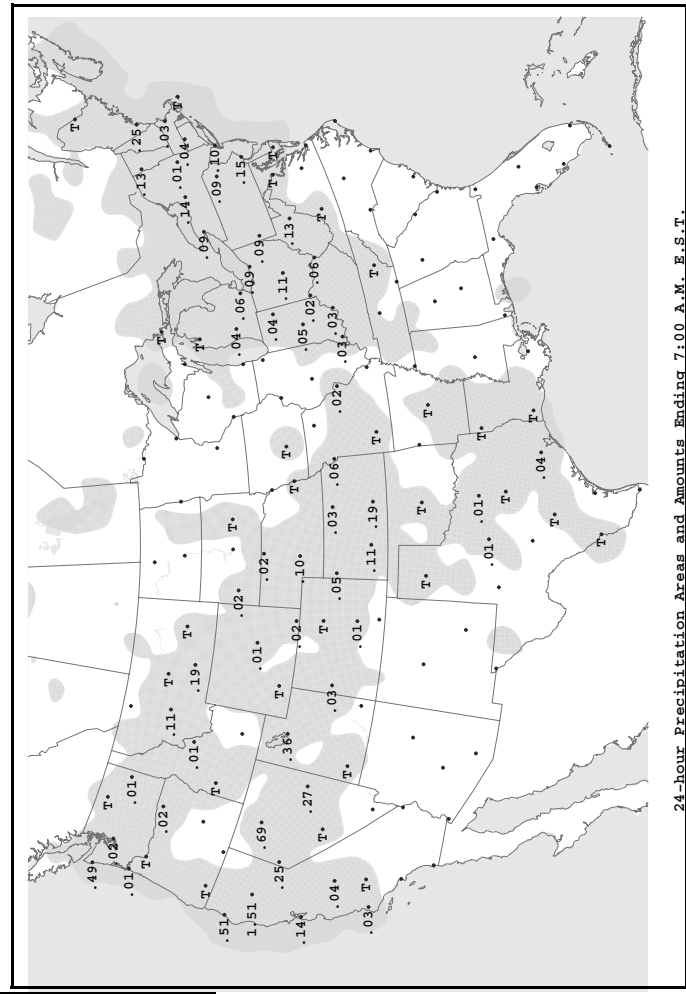 T
.49
T
.02
.01
.01
.25
.13
T
T
.02
.03
T
.11
.01
T
.04
.14
T
.01
.19
T
.09
T
T
.10
.09
.51
T
.04
.02
.06
.15
.09
1.51
.01
.09
.69
.02
T
T
.04
.25
T
.11
T
.36
.13
T
.02
.10
.14
.05
.27
.02
.06
T
T
T
.03
.03
.03
.04
.06
.05
.02
.03
T
.01
T
.03
.11
.19
T
T
T
T
T
.01
T
.01
T
T
.04
T
T
24-hour Precipitation Areas and Amounts Ending 7:00 A.M. E.S.T.